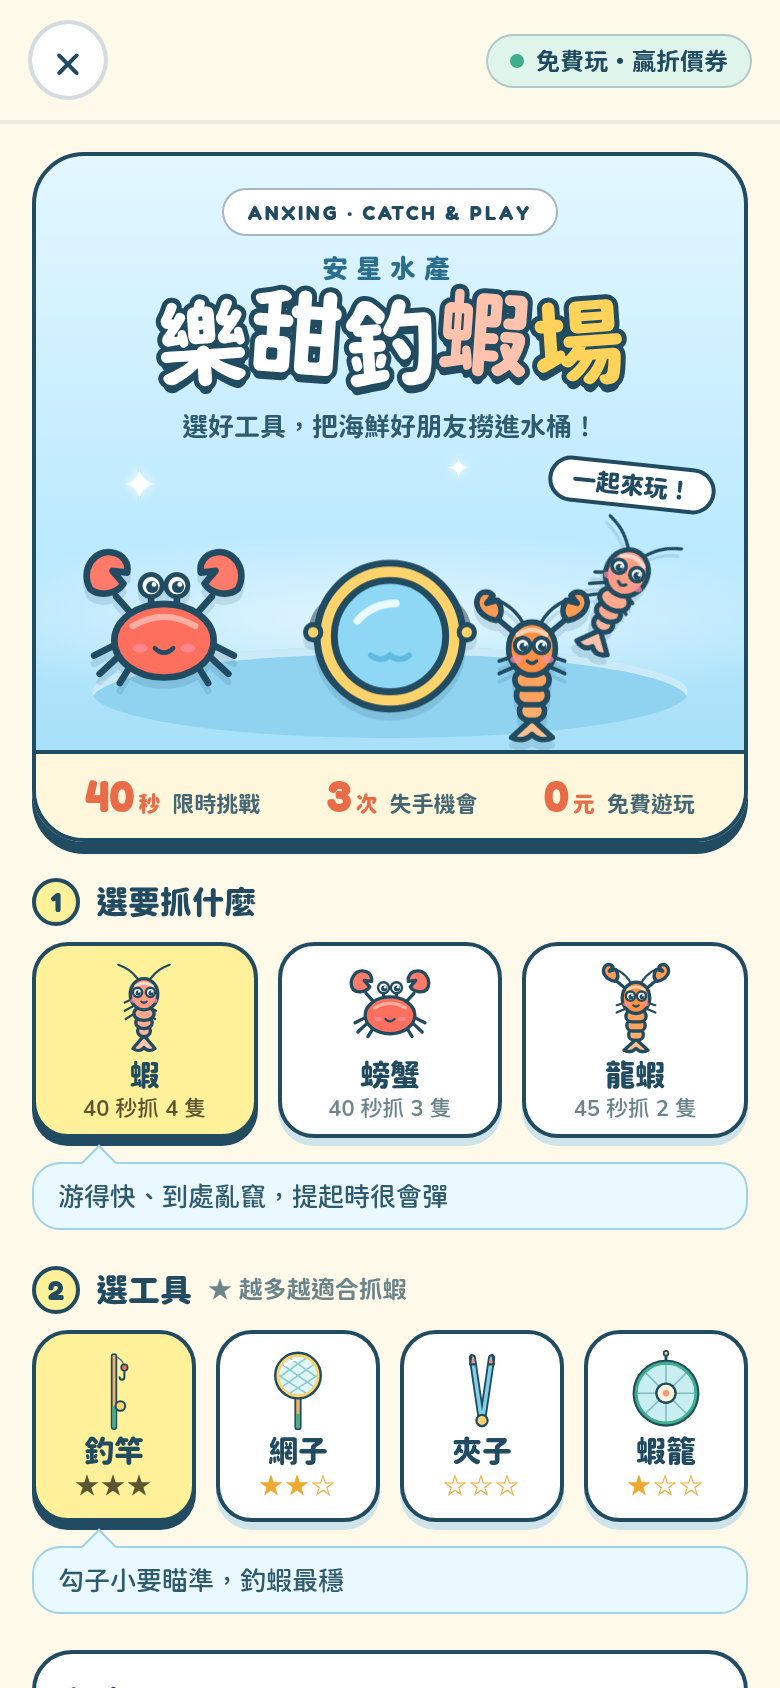 免費玩・贏折價券
ANXING · CATCH & PLAY
安星水產
樂甜釣蝦場
選好工具，把海鮮好朋友撈進水桶！
一起來玩！
40秒 限時挑戰 3次 失手機會 0元 免費遊玩
1 選要抓什麼
蝦 螃蟹 龍蝦
40 秒抓 4 隻 40 秒抓 3 隻 45 秒抓 2 隻
游得快、到處亂竄，提起時很會彈
2 選工具 ★ 越多越適合抓蝦
釣竿 網子 夾子 蝦籠
★★★ ★★☆ ☆☆☆ ★☆☆
勾子小要瞄準，釣蝦最穩